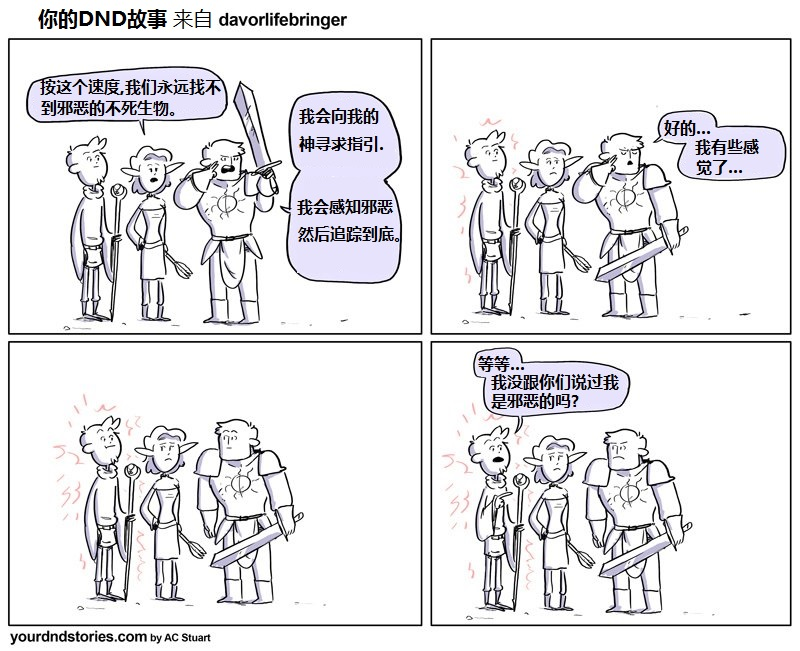 你的DND故事 来自 davorlifebringer
按这个速度,我们永远找不
到邪恶的不死生物。
我会向我的
神寻求指引.
我会感知邪恶
然后追踪到底。
好的...
我有些感
觉了...
等等...
我没跟你们说过我
是邪恶的吗?
yourdndstories.com by AC Stuart